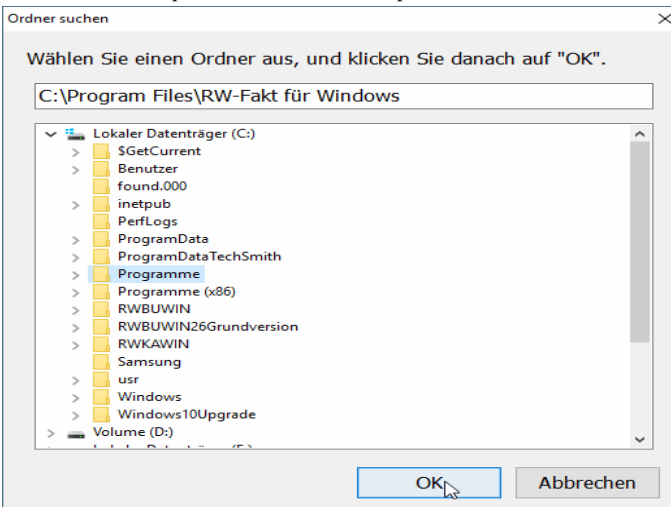 Ordner suchen
Wählen Sie einen Ordner aus, und klicken Sie danach auf "OK".
C:\Program Files\RW-Fakt für Windows
Lokaler Datenträger (C:)
$GetCurrent
Benutzer
found.000
inetpub
PerfLogs
ProgramData
ProgramDataTechSmith
Programme
Programme (x86)
RWBUWIN
RWBUWIN26Grundversion
RWKAWIN
Samsung
usr
Windows
Windows10Upgrade
Volume (D:)
OK
Abbrechen